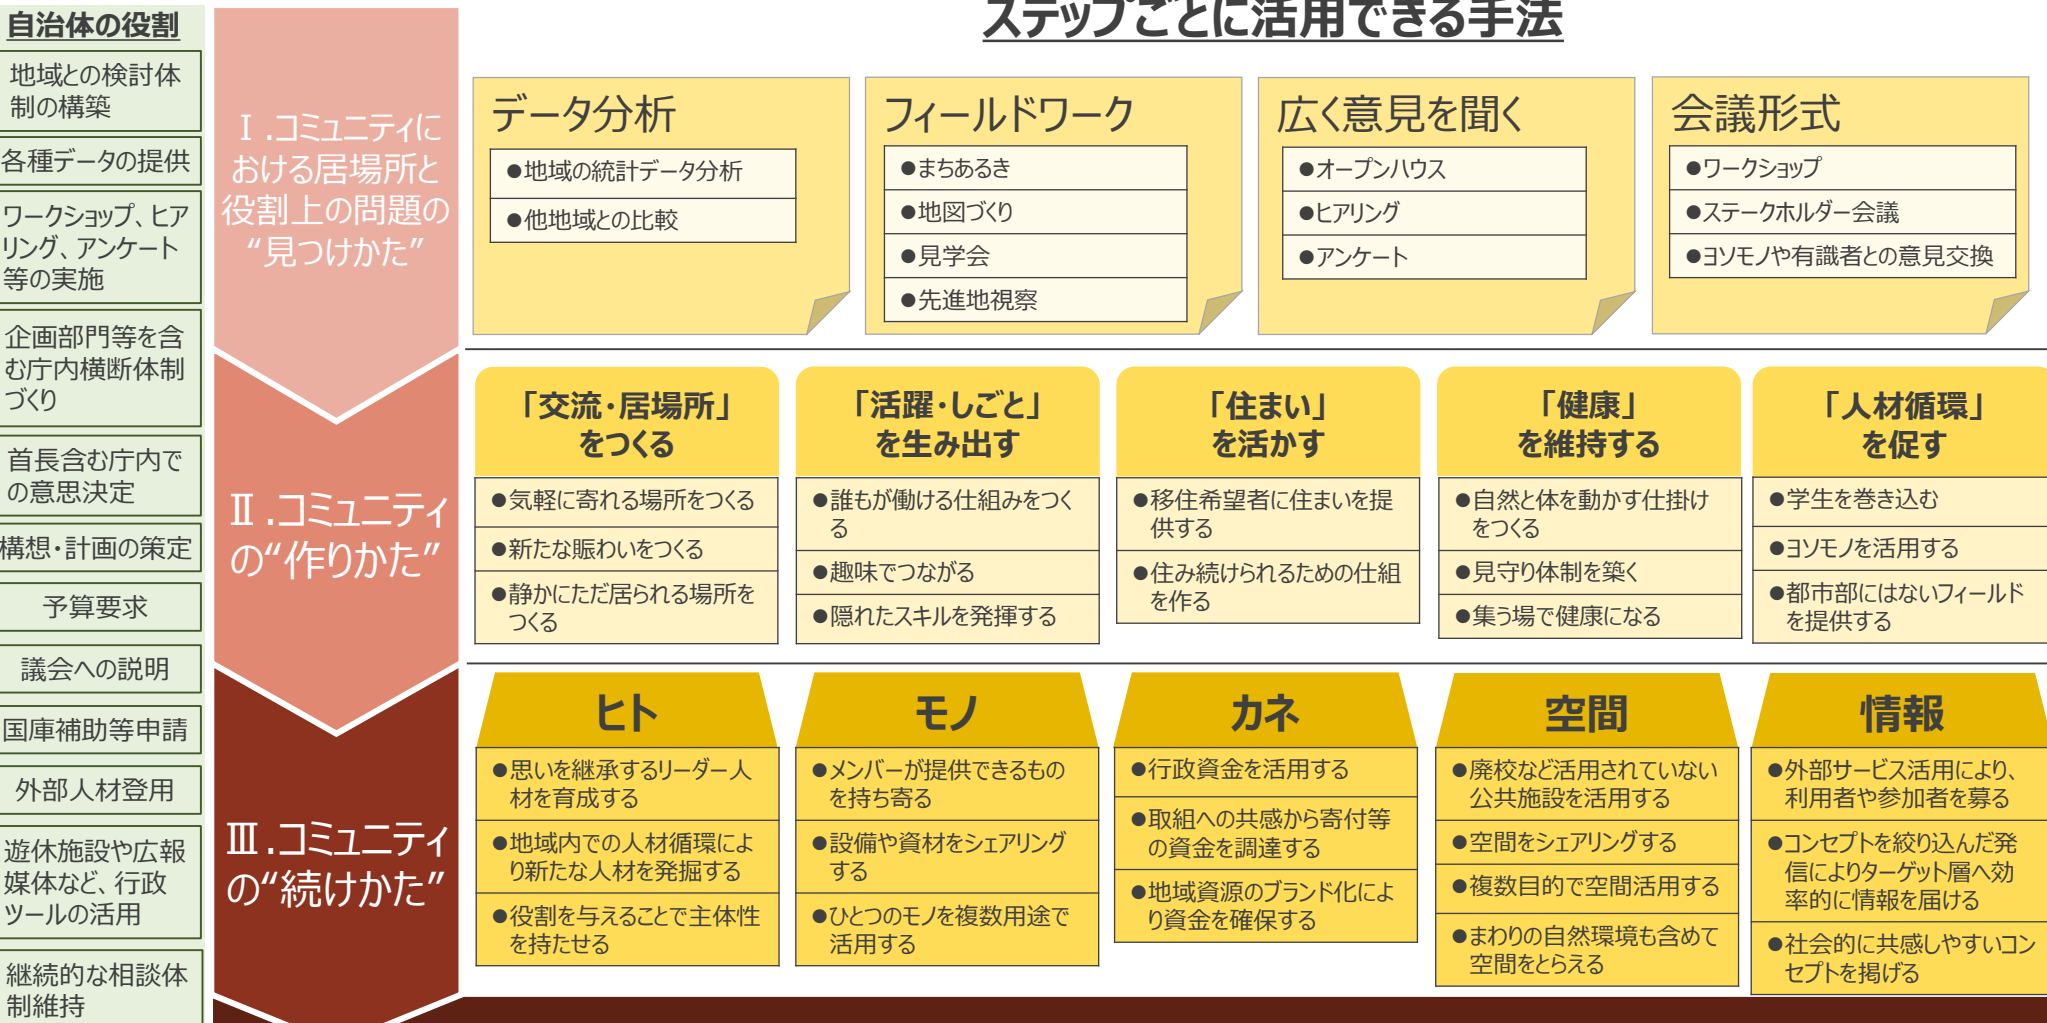 自治体の役割
地域との検討体
制の構築
各種データの提供
ワークショップ、ヒア
リング、アンケート
等の実施
企画部門等を含
む庁内横断体制
づくり
首長含む庁内で
の意思決定
構想・計画の策定
予算要求
議会への説明
国庫補助等申請
外部人材登用
遊休施設や広報
媒体など、行政
ツールの活用
継続的な相談体
制維持
ステップごとに活用できる手法
Ⅰ.コミュニティに
おける居場所と
役割上の問題の
“見つけかた”
データ分析
●地域の統計データ分析
●他地域との比較
フィールドワーク
●まちあるき
●地図づくり
●見学会
●先進地視察
広く意見を聞く
●オープンハウス
●ヒアリング
●アンケート
会議形式
●ワークショップ
●ステークホルダー会議
●ヨソモノや有識者との意見交換
Ⅱ.コミュニティ
の“作りかた”
「交流・居場所」
をつくる
●気軽に寄れる場所をつくる
●新たな賑わいをつくる
●静かにただ居られる場所を
つくる
「活躍・しごと」
を生み出す
●誰もが働ける仕組みをつく
る
●趣味でつながる
●隠れたスキルを発揮する
「住まい」
を活かす
●移住希望者に住まいを提
供する
●住み続けられるための仕組
を作る
「健康」
を維持する
●自然と体を動かす仕掛け
をつくる
●見守り体制を築く
●集う場で健康になる
「人材循環」
を促す
●学生を巻き込む
●ヨソモノを活用する
●都市部にはないフィールド
を提供する
Ⅲ.コミュニティ
の“続けかた”
ヒト
●思いを継承するリーダー人
材を育成する
●地域内での人材循環によ
り新たな人材を発掘する
●役割を与えることで主体性
を持たせる
モノ
●メンバーが提供できるもの
を持ち寄る
●設備や資材をシェアリング
する
●ひとつのモノを複数用途で
活用する
カネ
●行政資金を活用する
●取組への共感から寄付等
の資金を調達する
●地域資源のブランド化によ
り資金を確保する
空間
●廃校など活用されていない
公共施設を活用する
●空間をシェアリングする
●複数目的で空間活用する
●まわりの自然環境も含めて
空間をとらえる
情報
●外部サービス活用により、
利用者や参加者を募る
●コンセプトを絞り込んだ発
信によりターゲット層へ効
率的に情報を届ける
●社会的に共感しやすいコン
セプトを掲げる